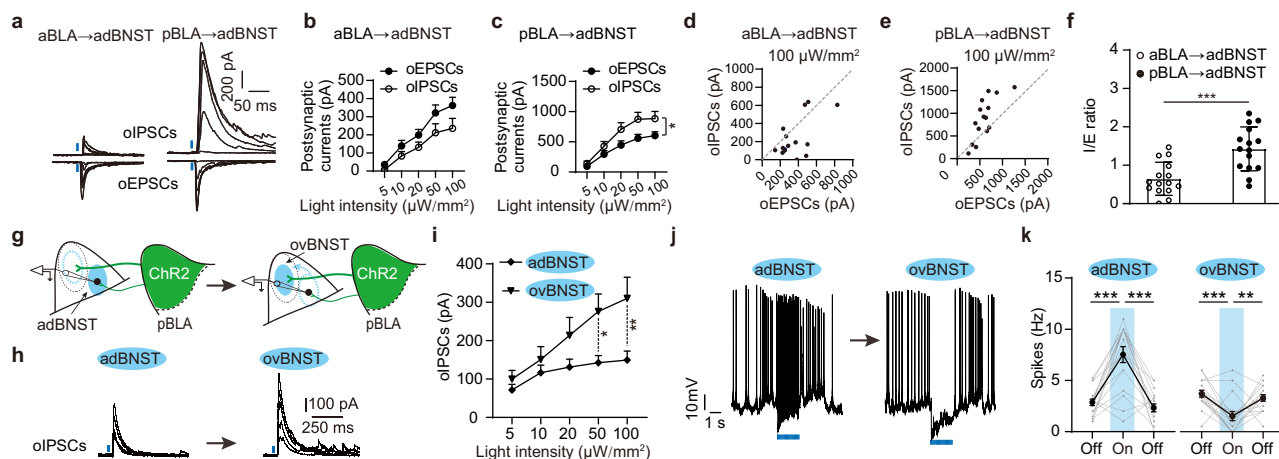 a
aBLA→adBNST
pBLA→adBNST
200 pA
50 ms
oIPSCs
oEPSCs
b
aBLA→adBNST
oEPSCs
oIPSCs
Postsynaptic
currents (pA)
500
400
300
200
100
0
5
10
20
50
100
Light intensity (µW/mm²)
c
pBLA→adBNST
oEPSCs
oIPSCs
Postsynaptic
currents (pA)
2000
1500
1000
500
0
*
5
10
20
50
100
Light intensity (µW/mm²)
d
aBLA→adBNST
100 µW/mm²
oIPSCs (pA)
1000
800
600
400
200
0
0
200
400
600
800
1000
oEPSCs (pA)
e
pBLA→adBNST
100 µW/mm²
oIPSCs (pA)
2000
1500
1000
500
0
0
500
1000
1500
2000
oEPSCs (pA)
f
aBLA→adBNST
pBLA→adBNST
***
I/E ratio
4
3
2
1
0
g
ovBNST
ChR2
ChR2
adBNST
pBLA
pBLA
h
adBNST
ovBNST
100 pA
250 ms
oIPSCs
i
adBNST
ovBNST
oIPSCs (pA)
400
300
200
100
0
*
**
5
10
20
50
100
Light intensity (µW/mm²)
j
adBNST
ovBNST
10mV
1 s
k
adBNST
ovBNST
*** ***
*** **
Spikes (Hz)
15
10
5
0
Off On Off
Off On Off